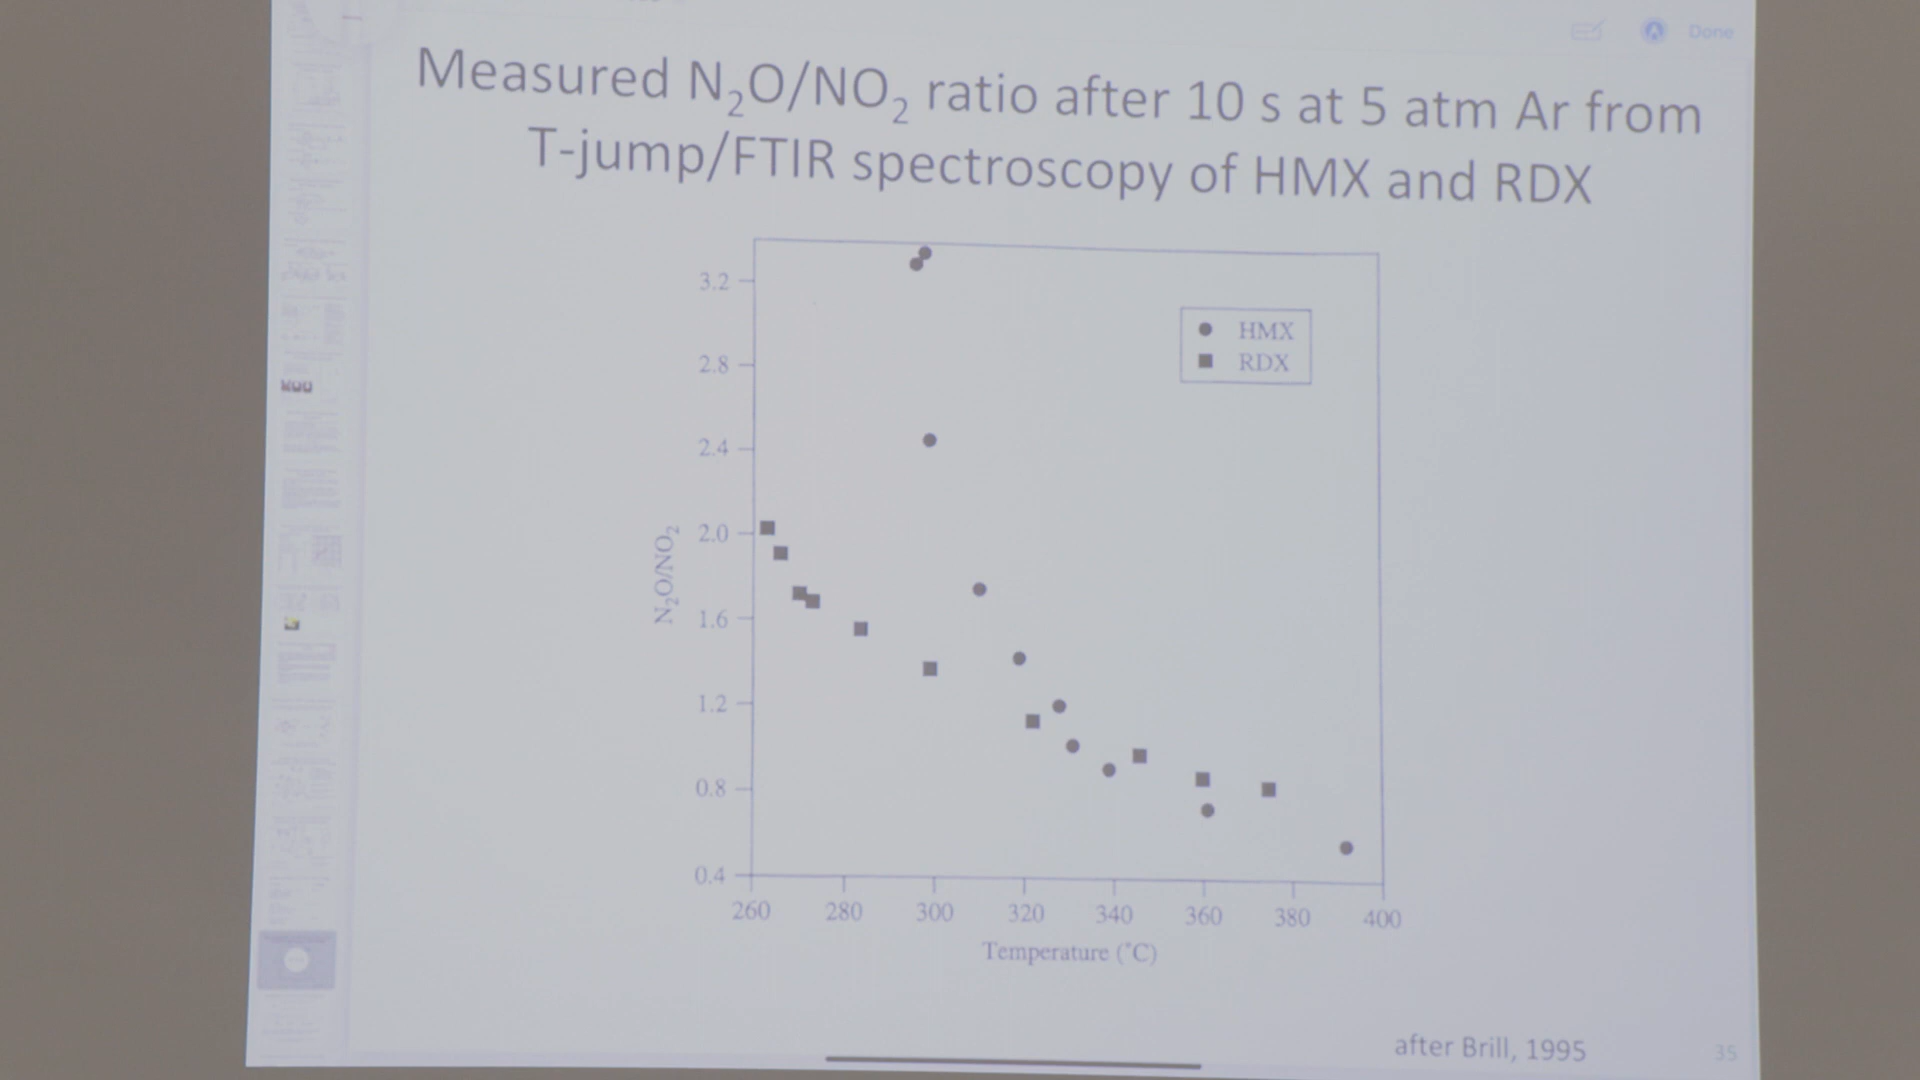 Done
Measured N₂O/NO₂ ratio after 10 s at 5 atm Ar from
T-jump/FTIR spectroscopy of HMX and RDX
3.2
2.8
2.4
2.0
1.6
1.2
0.8
0.4
N₂O/NO₂
HMX
RDX
260 280 300 320 340 360 380 400
Temperature (°C)
after Brill, 1995
35